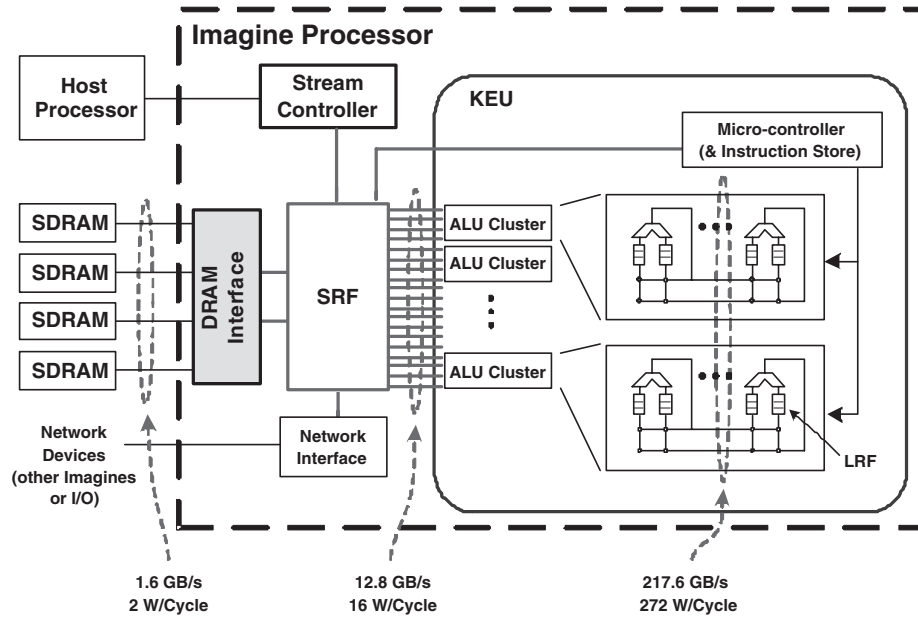 Imagine Processor
Host
Processor
Stream
Controller
KEU
Micro-controller
(& Instruction Store)
SDRAM
SDRAM
SDRAM
SDRAM
DRAM
Interface
SRF
ALU Cluster
ALU Cluster
ALU Cluster
LRF
Network
Devices
(other Imagines
or I/O)
Network
Interface
1.6 GB/s
2 W/Cycle
12.8 GB/s
16 W/Cycle
217.6 GB/s
272 W/Cycle